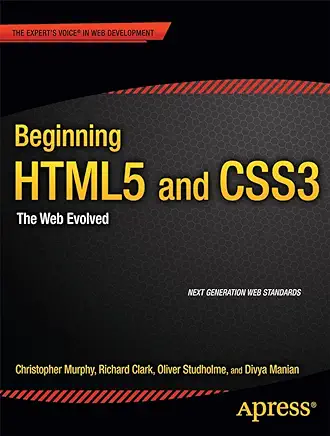 THE EXPERT'S VOICE® IN WEB DEVELOPMENT
Beginning
HTML5 and CSS3
The Web Evolved
NEXT GENERATION WEB STANDARDS
Christopher Murphy, Richard Clark, Oliver Studholme, and Divya Manian
Apress®